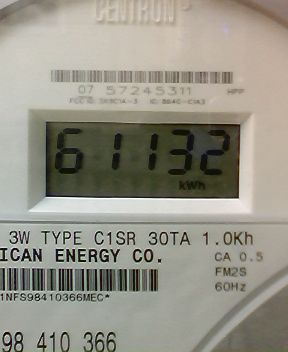 CENTRON
07 57245311 HPP
61132
kWh
3W TYPE C1SR 30TA 1.0Kh
ICAN ENERGY CO. CA 0.5
FM2S
60Hz
1NFS98410366MEC*
98 410 366